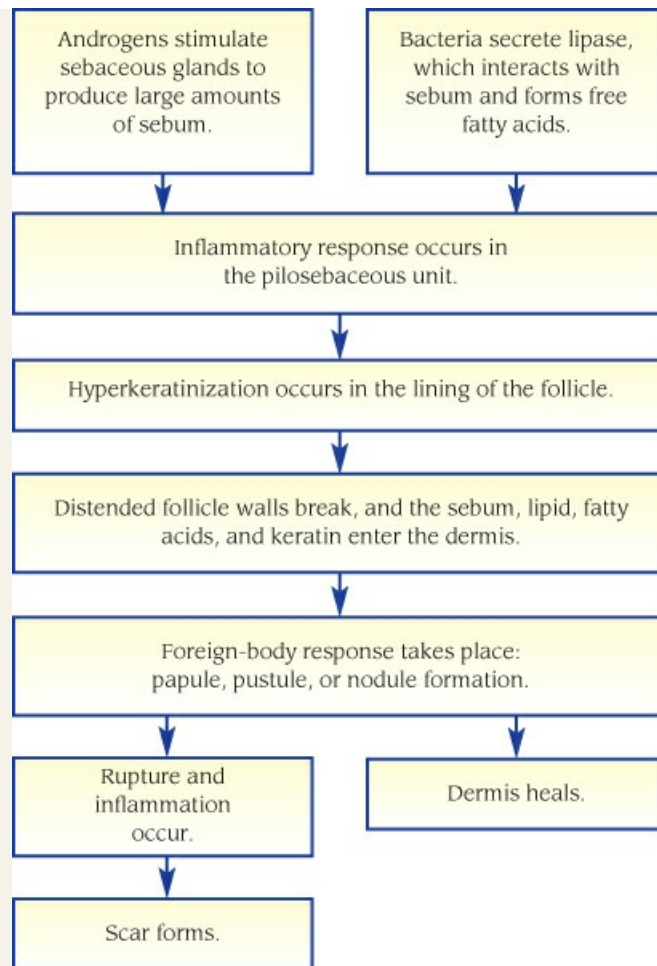 Androgens stimulate
sebaceous glands to
produce large amounts
of sebum.
Bacteria secrete lipase,
which interacts with
sebum and forms free
fatty acids.
Inflammatory response occurs in
the pilosebaceous unit.
Hyperkeratinization occurs in the lining of the follicle.
Distended follicle walls break, and the sebum, lipid, fatty
acids, and keratin enter the dermis.
Foreign-body response takes place:
papule, pustule, or nodule formation.
Rupture and
inflammation
occur.
Dermis heals.
Scar forms.